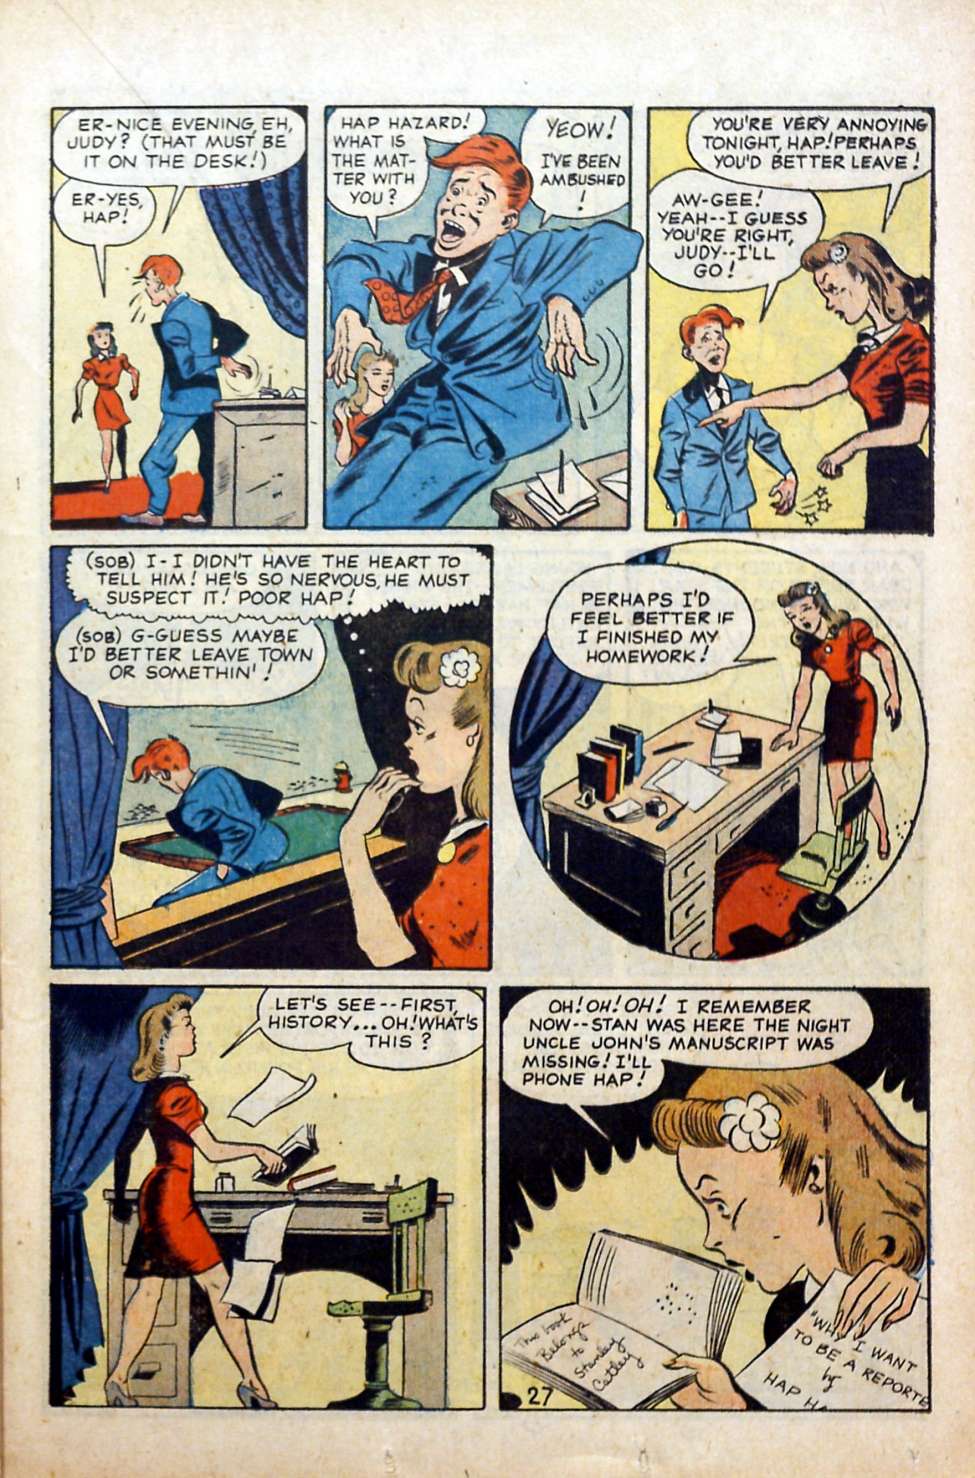 ER-NICE EVENING, EH,
JUDY? (THAT MUST BE
IT ON THE DESK!)
ER-YES,
HAP!
HAP HAZARD!
WHAT IS
THE MAT-
TER WITH
YOU?
YEOW!
I'VE BEEN
AMBUSHED
!
YOU'RE VERY ANNOYING
TONIGHT, HAP! PERHAPS
YOU'D BETTER LEAVE!
AW-GEE!
YEAH--I GUESS
YOU'RE RIGHT,
JUDY--I'LL
GO!
(SOB) I-I DIDN'T HAVE THE HEART TO
TELL HIM! HE'S SO NERVOUS, HE MUST
SUSPECT IT! POOR HAP!
(SOB) G-GUESS MAYBE
I'D BETTER LEAVE TOWN
OR SOMETHIN'!
PERHAPS I'D
FEEL BETTER IF
I FINISHED MY
HOMEWORK!
LET'S SEE--FIRST,
HISTORY... OH! WHAT'S
THIS?
OH! OH! OH! I REMEMBER
NOW--STAN WAS HERE THE NIGHT
UNCLE JOHN'S MANUSCRIPT WAS
MISSING! I'LL
PHONE HAP!
This book
Belongs
to
Stanley
Catley
"WHY I WANT
TO BE A REPORTE
by
HAP HA
27